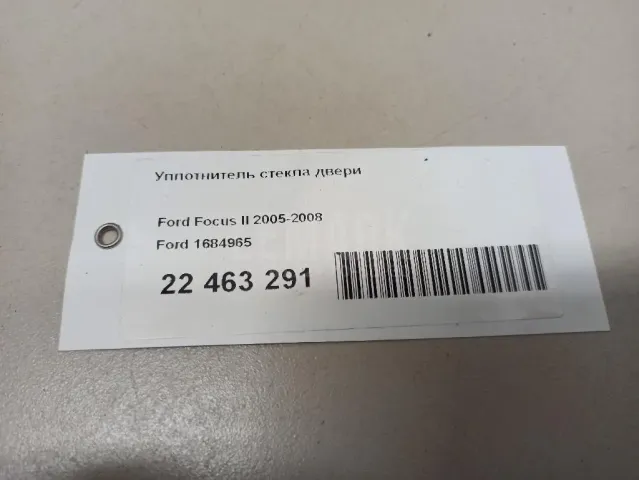 Уплотнитель стекла двери
Ford Focus II 2005-2008
Ford 1684965
22 463 291